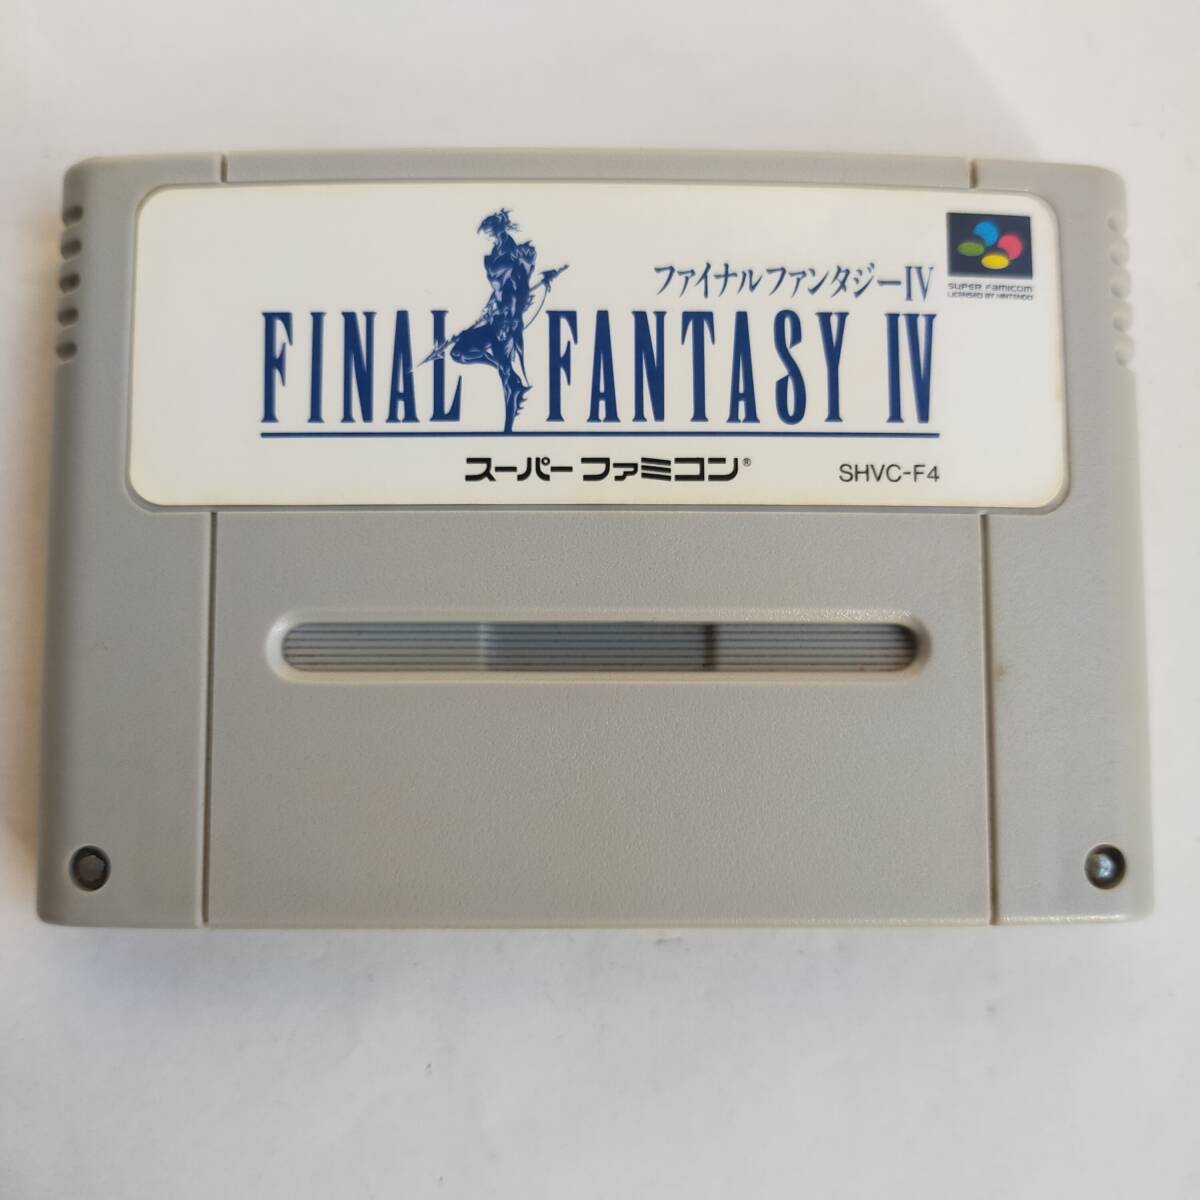 ファイナルファンタジーIV
FINAL FANTASY IV
SUPER FAMICOM
LICENSED BY NINTENDO
スーパーファミコン®
SHVC-F4